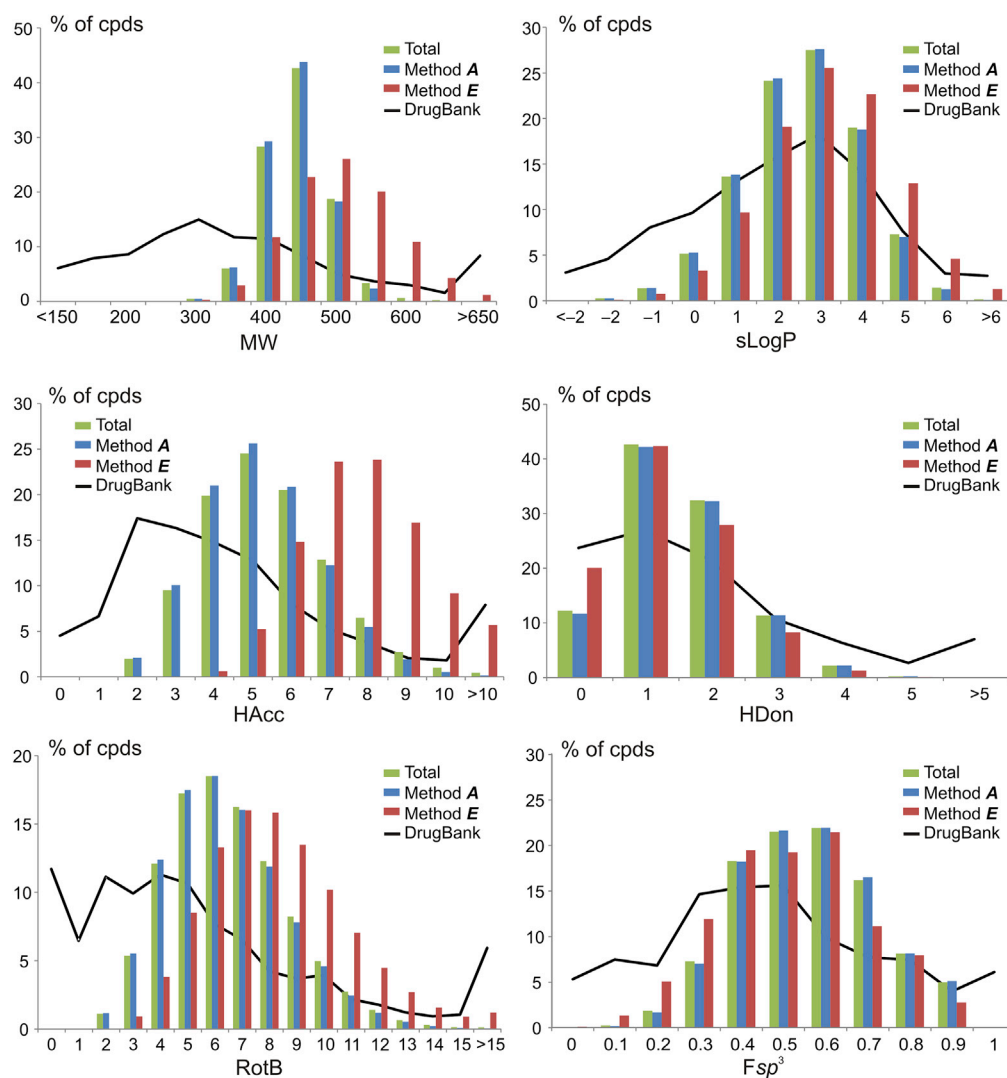 % of cpds
50
40
30
20
10
0
Total
Method A
Method E
DrugBank
<150 200 300 400 500 600 >650
MW
% of cpds
30
25
20
15
10
5
0
Total
Method A
Method E
DrugBank
<–2 –2 –1 0 1 2 3 4 5 6 >6
sLogP
% of cpds
30
25
20
15
10
5
0
Total
Method A
Method E
DrugBank
0 1 2 3 4 5 6 7 8 9 10 >10
HAcc
% of cpds
50
40
30
20
10
0
Total
Method A
Method E
DrugBank
0 1 2 3 4 5 >5
HDon
% of cpds
20
15
10
5
0
Total
Method A
Method E
DrugBank
0 1 2 3 4 5 6 7 8 9 10 11 12 13 14 15 >15
RotB
% of cpds
30
25
20
15
10
5
0
Total
Method A
Method E
DrugBank
0 0.1 0.2 0.3 0.4 0.5 0.6 0.7 0.8 0.9 1
Fsp³